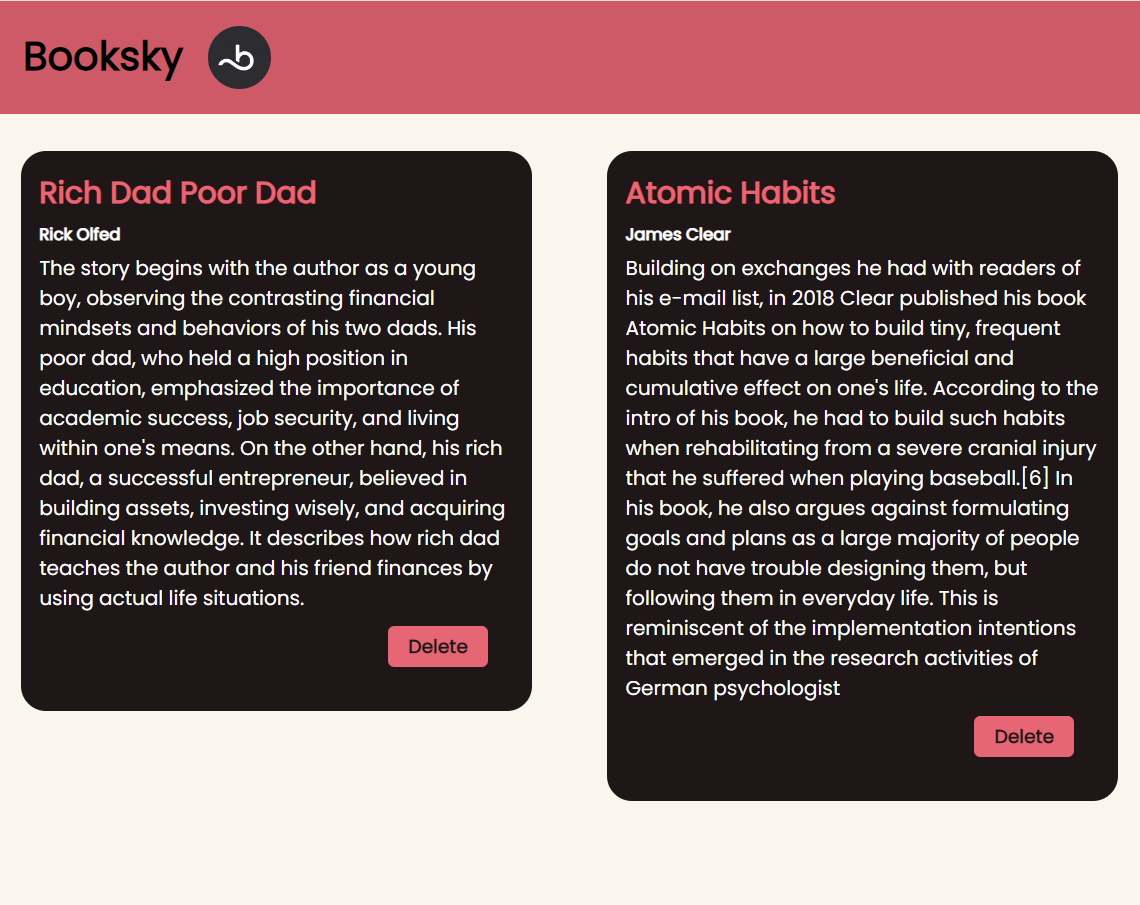 Booksky
Rich Dad Poor Dad
Rick Olfed
The story begins with the author as a young
boy, observing the contrasting financial
mindsets and behaviors of his two dads. His
poor dad, who held a high position in
education, emphasized the importance of
academic success, job security, and living
within one's means. On the other hand, his rich
dad, a successful entrepreneur, believed in
building assets, investing wisely, and acquiring
financial knowledge. It describes how rich dad
teaches the author and his friend finances by
using actual life situations.
Delete
Atomic Habits
James Clear
Building on exchanges he had with readers of
his e-mail list, in 2018 Clear published his book
Atomic Habits on how to build tiny, frequent
habits that have a large beneficial and
cumulative effect on one's life. According to the
intro of his book, he had to build such habits
when rehabilitating from a severe cranial injury
that he suffered when playing baseball.[6] In
his book, he also argues against formulating
goals and plans as a large majority of people
do not have trouble designing them, but
following them in everyday life. This is
reminiscent of the implementation intentions
that emerged in the research activities of
German psychologist
Delete